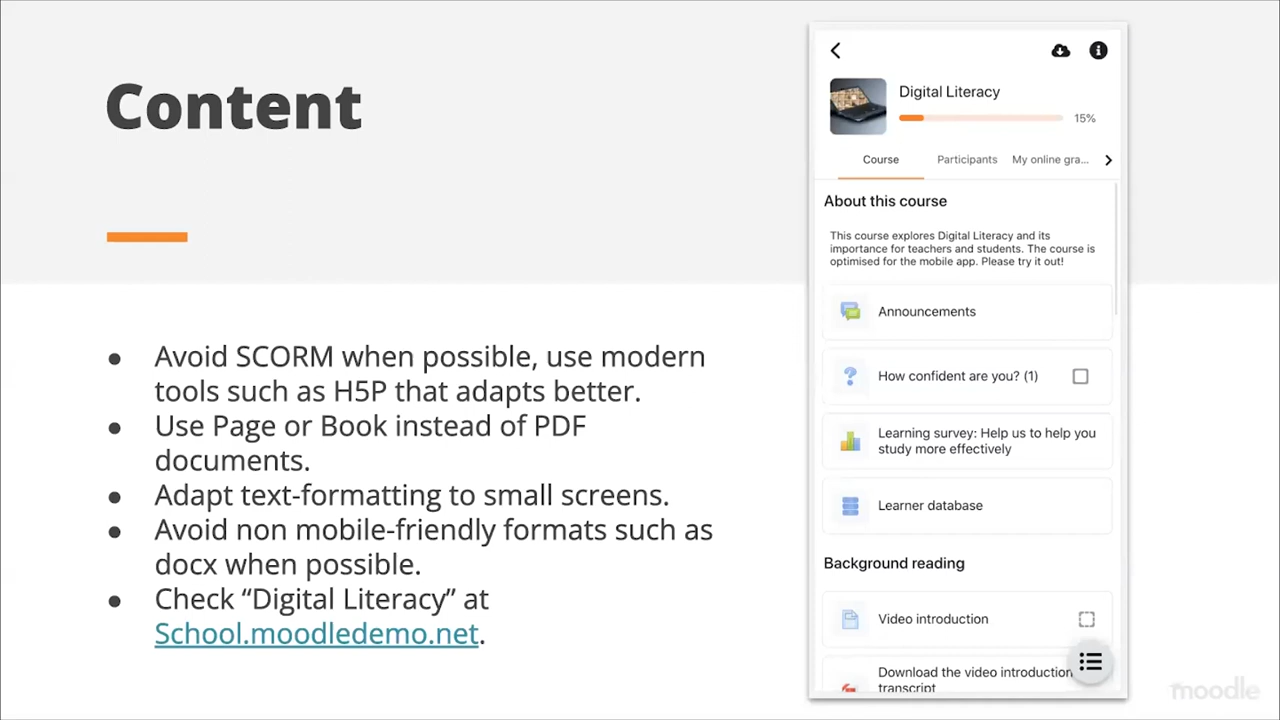 Content
● Avoid SCORM when possible, use modern
tools such as H5P that adapts better.
● Use Page or Book instead of PDF
documents.
● Adapt text-formatting to small screens.
● Avoid non mobile-friendly formats such as
docx when possible.
● Check “Digital Literacy” at
School.moodledemo.net.
Digital Literacy
15%
Course Participants My online gra...
About this course
This course explores Digital Literacy and its
importance for teachers and students. The course is
optimised for the mobile app. Please try it out!
Announcements
How confident are you? (1)
Learning survey: Help us to help you
study more effectively
Learner database
Background reading
Video introduction
Download the video introduction
transcript
moodle